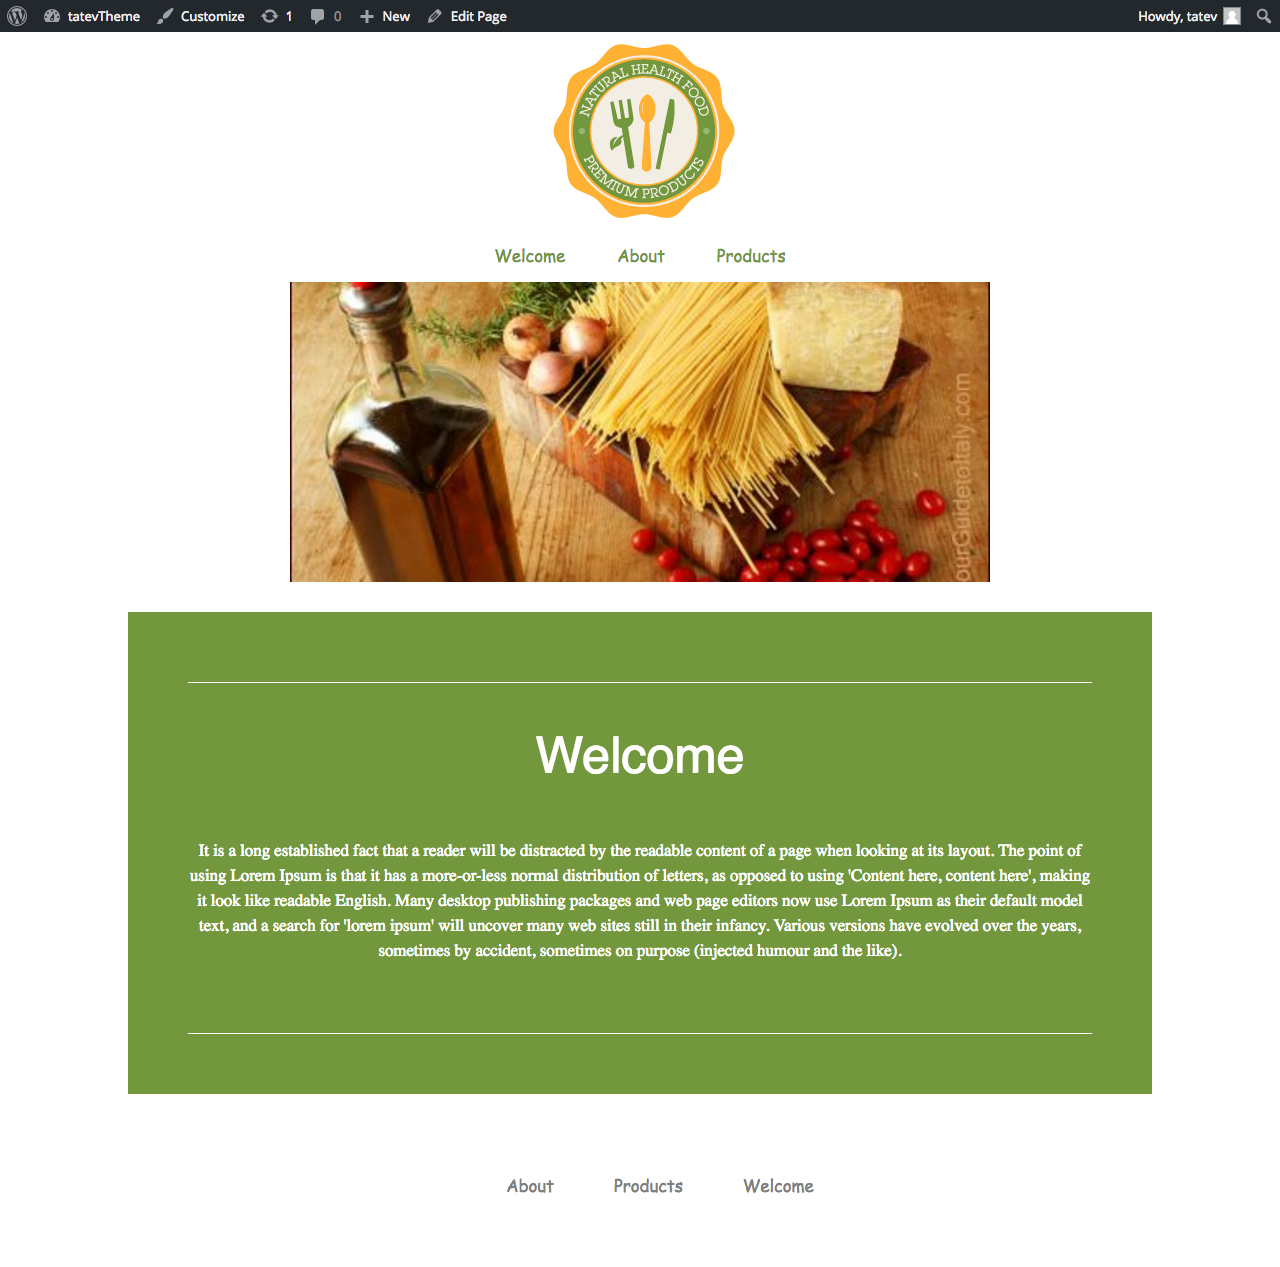 tatevTheme Customize 1 0 New Edit Page Howdy, tatev
NATURAL HEALTH FOOD
PREMIUM PRODUCTS
Welcome About Products
ourGuidetoItaly.com
Welcome
It is a long established fact that a reader will be distracted by the readable content of a page when looking at its layout. The point of
using Lorem Ipsum is that it has a more-or-less normal distribution of letters, as opposed to using 'Content here, content here', making
it look like readable English. Many desktop publishing packages and web page editors now use Lorem Ipsum as their default model
text, and a search for 'lorem ipsum' will uncover many web sites still in their infancy. Various versions have evolved over the years,
sometimes by accident, sometimes on purpose (injected humour and the like).
About Products Welcome